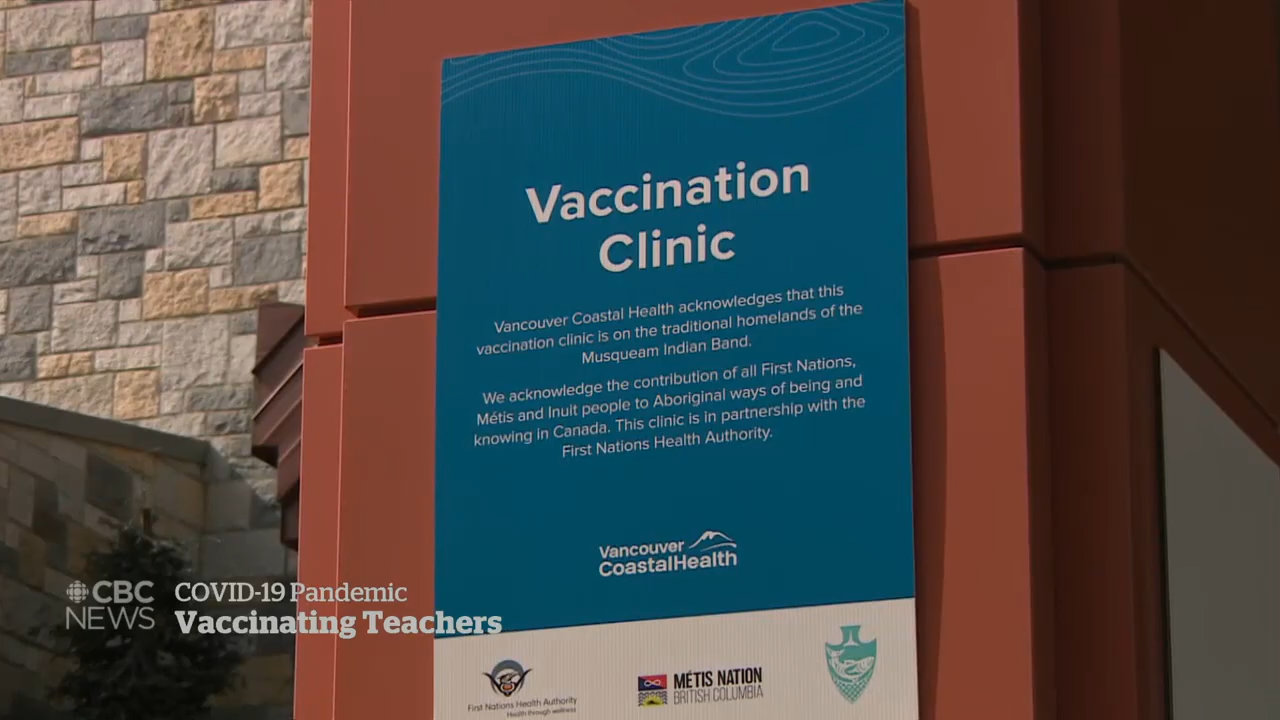 Vaccination
Clinic
Vancouver Coastal Health acknowledges that this
vaccination clinic is on the traditional homelands of the
Musqueam Indian Band.
We acknowledge the contribution of all First Nations,
Métis and Inuit people to Aboriginal ways of being and
knowing in Canada. This clinic is in partnership with the
First Nations Health Authority.
Vancouver
CoastalHealth
CBC
NEWS
COVID-19 Pandemic
Vaccinating Teachers
First Nations Health Authority
Health through wellness
MÉTIS NATION
BRITISH COLUMBIA